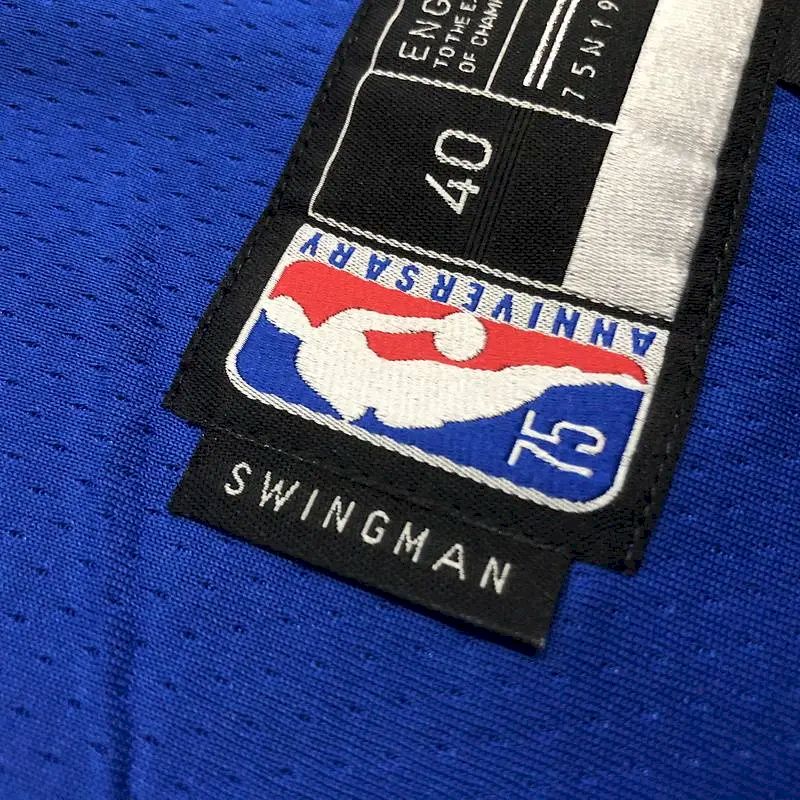 ENG
TO THE E
OF CHAM
75N19
40
ANNIVERSARY
75
SWINGMAN